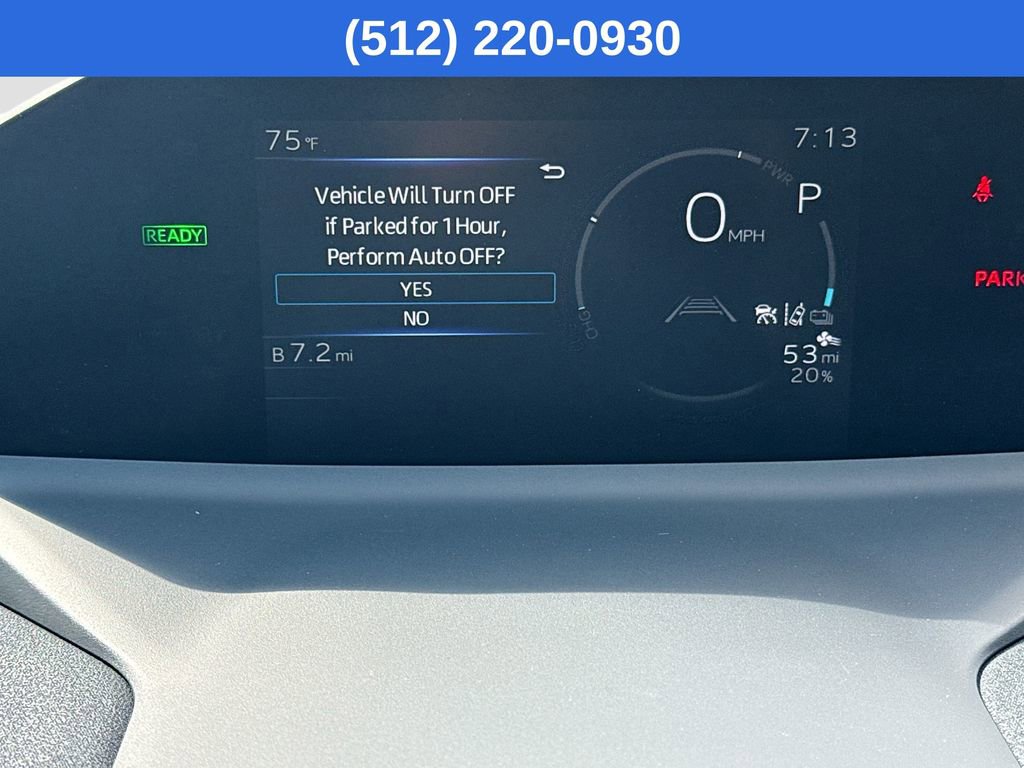 (512) 220-0930
75°F
7:13
Vehicle Will Turn OFF
if Parked for 1 Hour,
Perform Auto OFF?
YES
NO
READY
B 7.2 mi
PWR
P
0 MPH
CHG
53 mi
20%
PARK